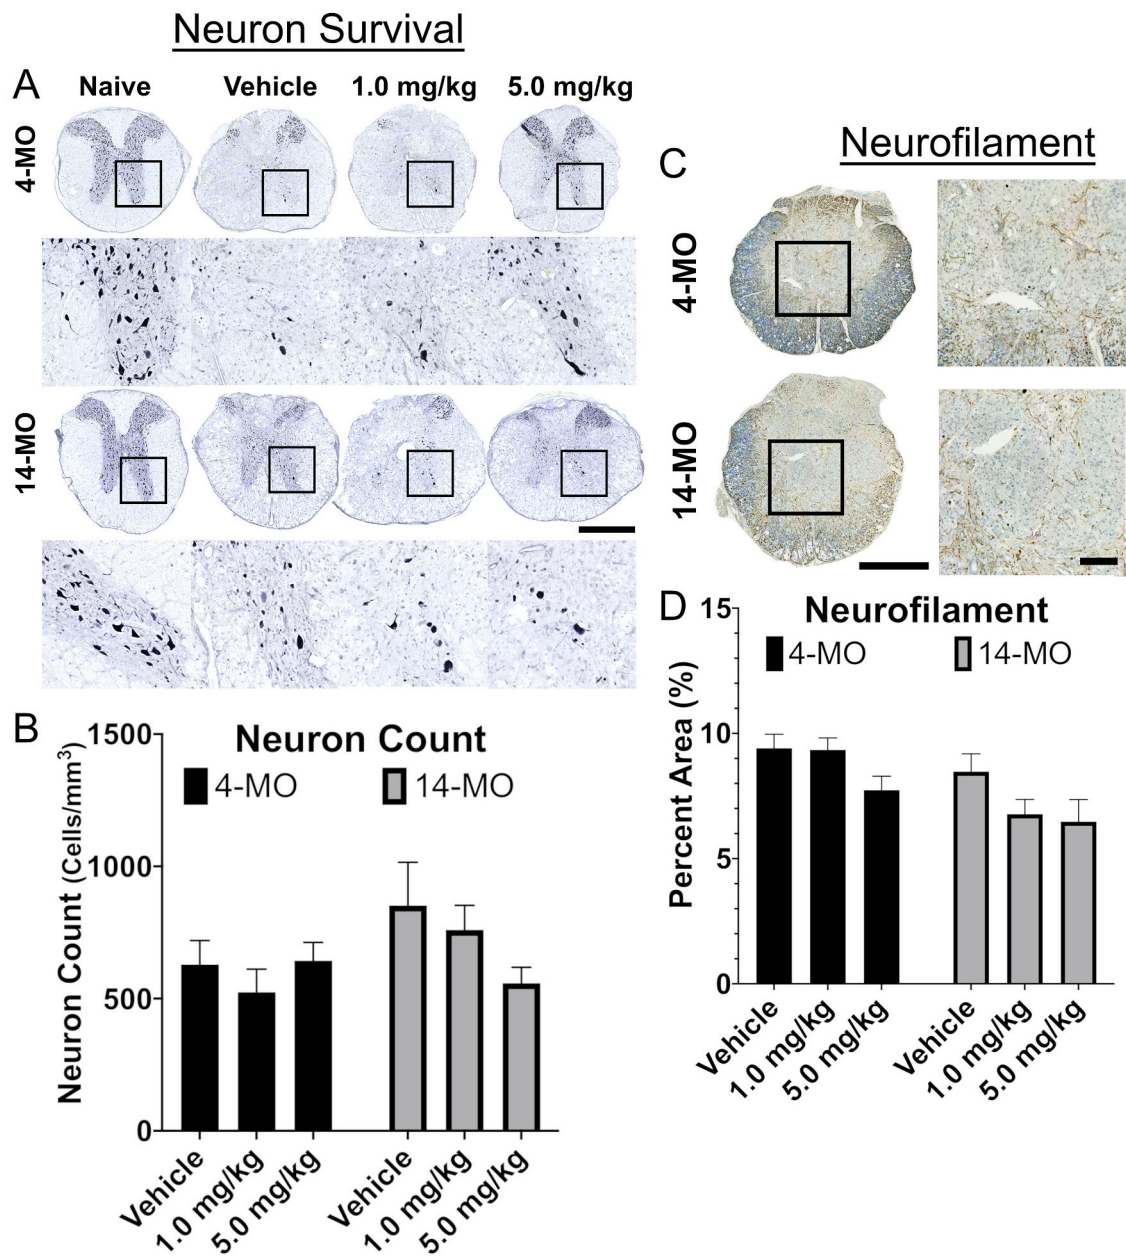 Neuron Survival
A
Naive Vehicle 1.0 mg/kg 5.0 mg/kg
4-MO
14-MO
C
Neurofilament
4-MO
14-MO
B
Neuron Count
4-MO 14-MO
Neuron Count (Cells/mm³)
1500
1000
500
0
Vehicle 1.0 mg/kg 5.0 mg/kg Vehicle 1.0 mg/kg 5.0 mg/kg
D
Neurofilament
4-MO 14-MO
Percent Area (%)
15
10
5
0
Vehicle 1.0 mg/kg 5.0 mg/kg Vehicle 1.0 mg/kg 5.0 mg/kg